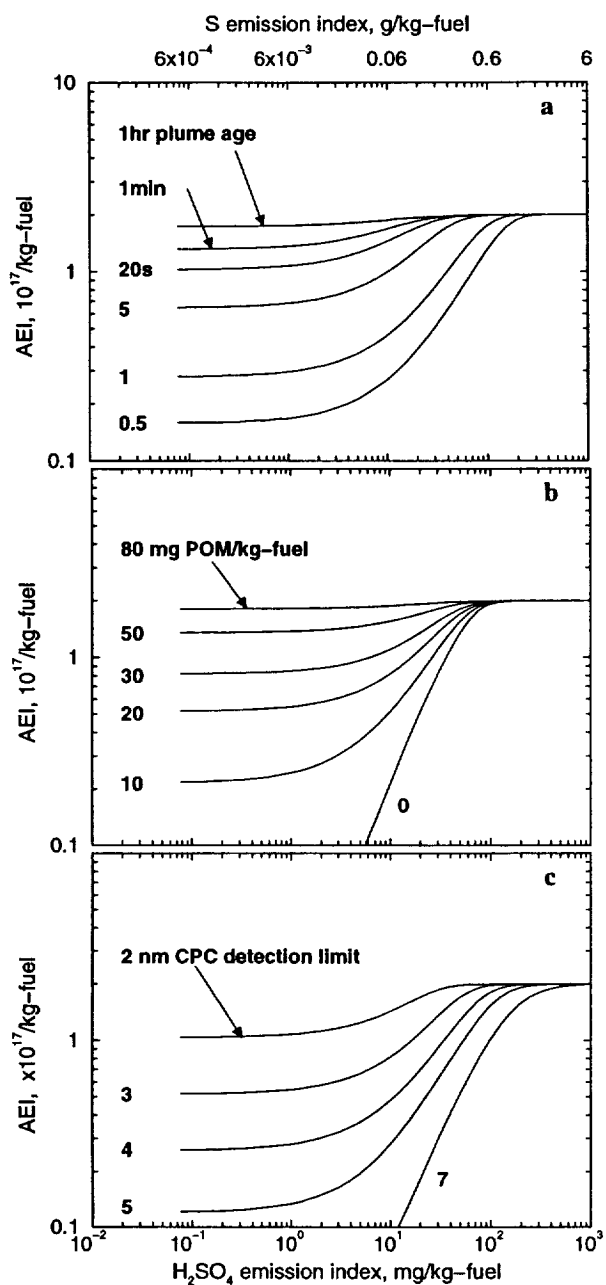 S emission index, g/kg-fuel
6x10⁻⁴ 6x10⁻³ 0.06 0.6 6
10
a
1hr plume age
1min
20s
5
1
0.5
1
0.1
AEI, 10¹⁷/kg-fuel
b
80 mg POM/kg-fuel
50
30
20
10
0
1
0.1
AEI, 10¹⁷/kg-fuel
c
2 nm CPC detection limit
3
4
5
7
1
0.1
AEI, x10¹⁷/kg-fuel
10⁻² 10⁻¹ 10⁰ 10¹ 10² 10³
H₂SO₄ emission index, mg/kg-fuel